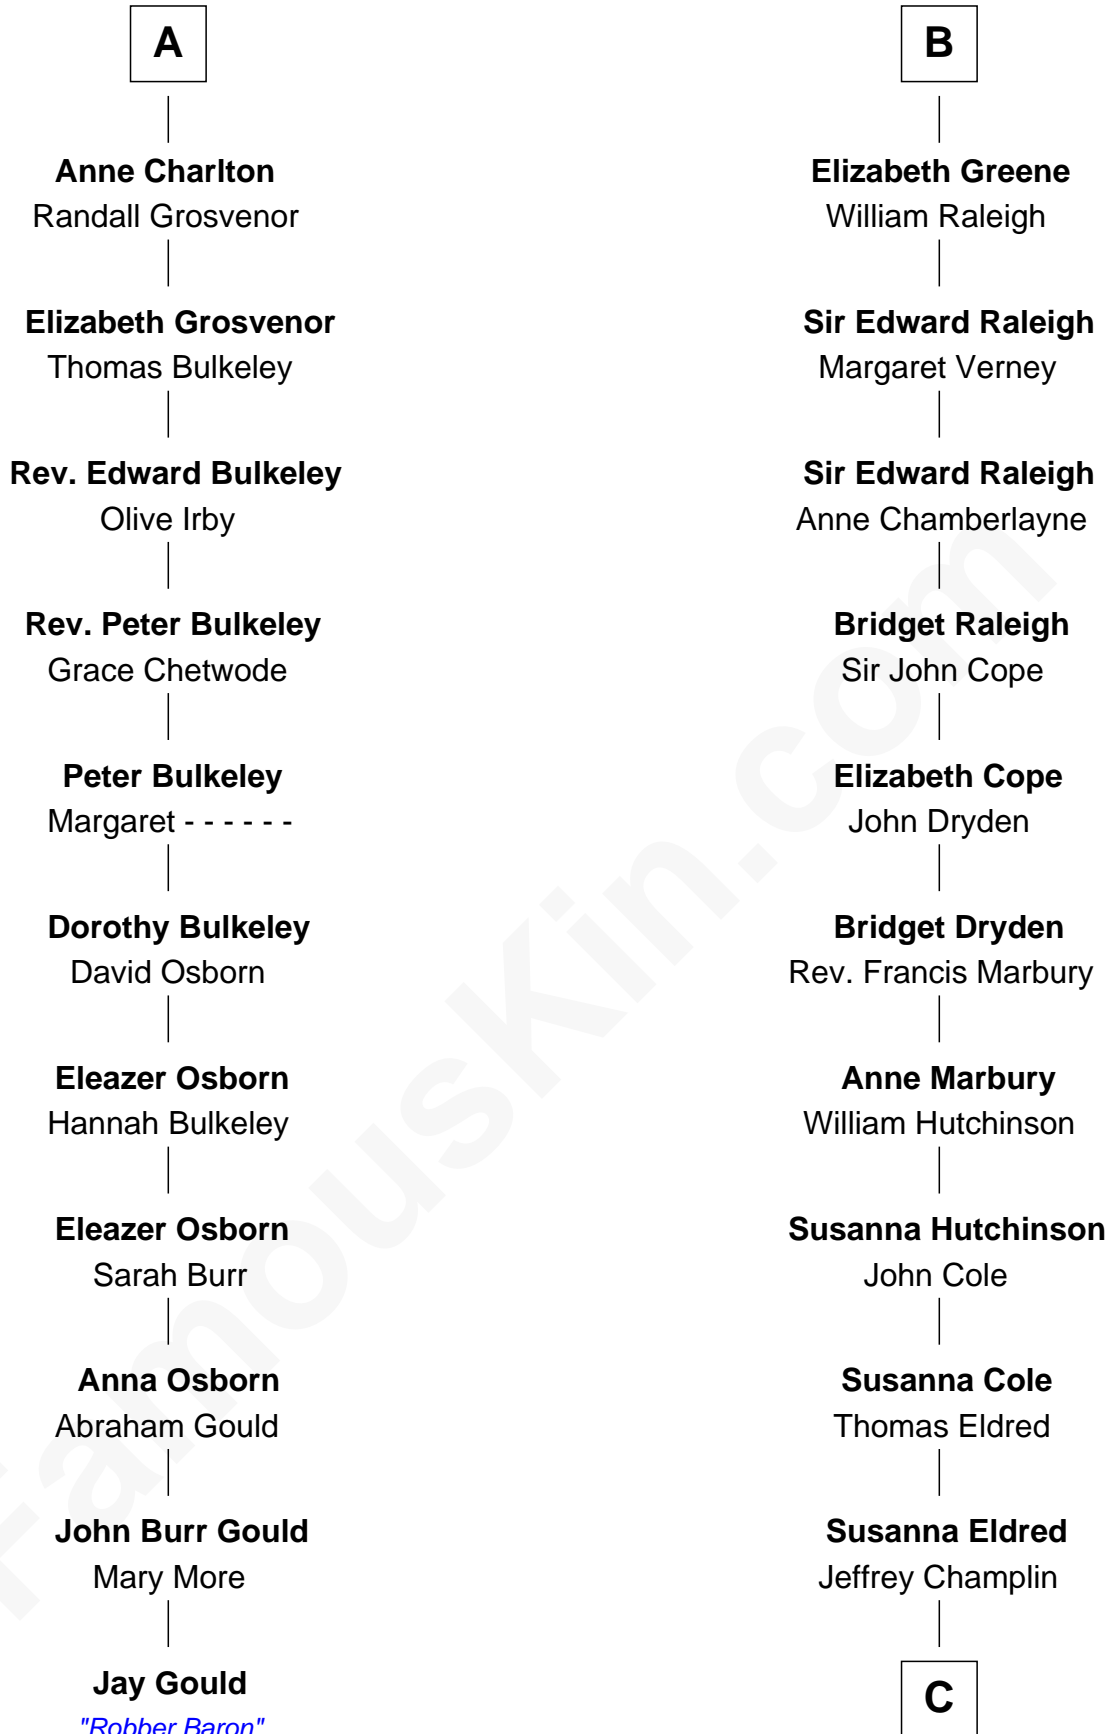 A
Anne Charlton
Randall Grosvenor
Elizabeth Grosvenor
Thomas Bulkeley
Rev. Edward Bulkeley
Olive Irby
Rev. Peter Bulkeley
Grace Chetwode
Peter Bulkeley
Margaret - - - - - -
Dorothy Bulkeley
David Osborn
Eleazer Osborn
Hannah Bulkeley
Eleazer Osborn
Sarah Burr
Anna Osborn
Abraham Gould
John Burr Gould
Mary More
Jay Gould
"Robber Baron"
B
Elizabeth Greene
William Raleigh
Sir Edward Raleigh
Margaret Verney
Sir Edward Raleigh
Anne Chamberlayne
Bridget Raleigh
Sir John Cope
Elizabeth Cope
John Dryden
Bridget Dryden
Rev. Francis Marbury
Anne Marbury
William Hutchinson
Susanna Hutchinson
John Cole
Susanna Cole
Thomas Eldred
Susanna Eldred
Jeffrey Champlin
C
FamousKin.com